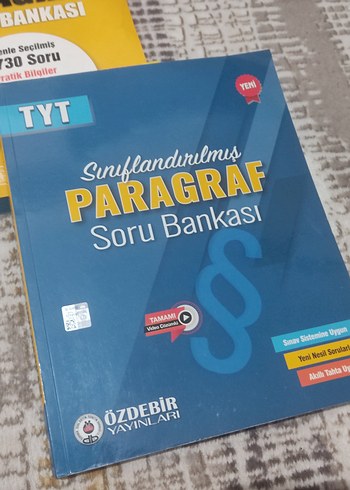 BANKASI
enle Seçilmiş
730 Soru
ratik Bilgiler
YENİ
TYT
Sınıflandırılmış
PARAGRAF
Soru Bankası
TAMAMI
Video Çözümlü
Sınav Sistemine Uygun
Yeni Nesil Sorular
Akıllı Tahta Uy
ÖZDEBİR
YAYINLARI